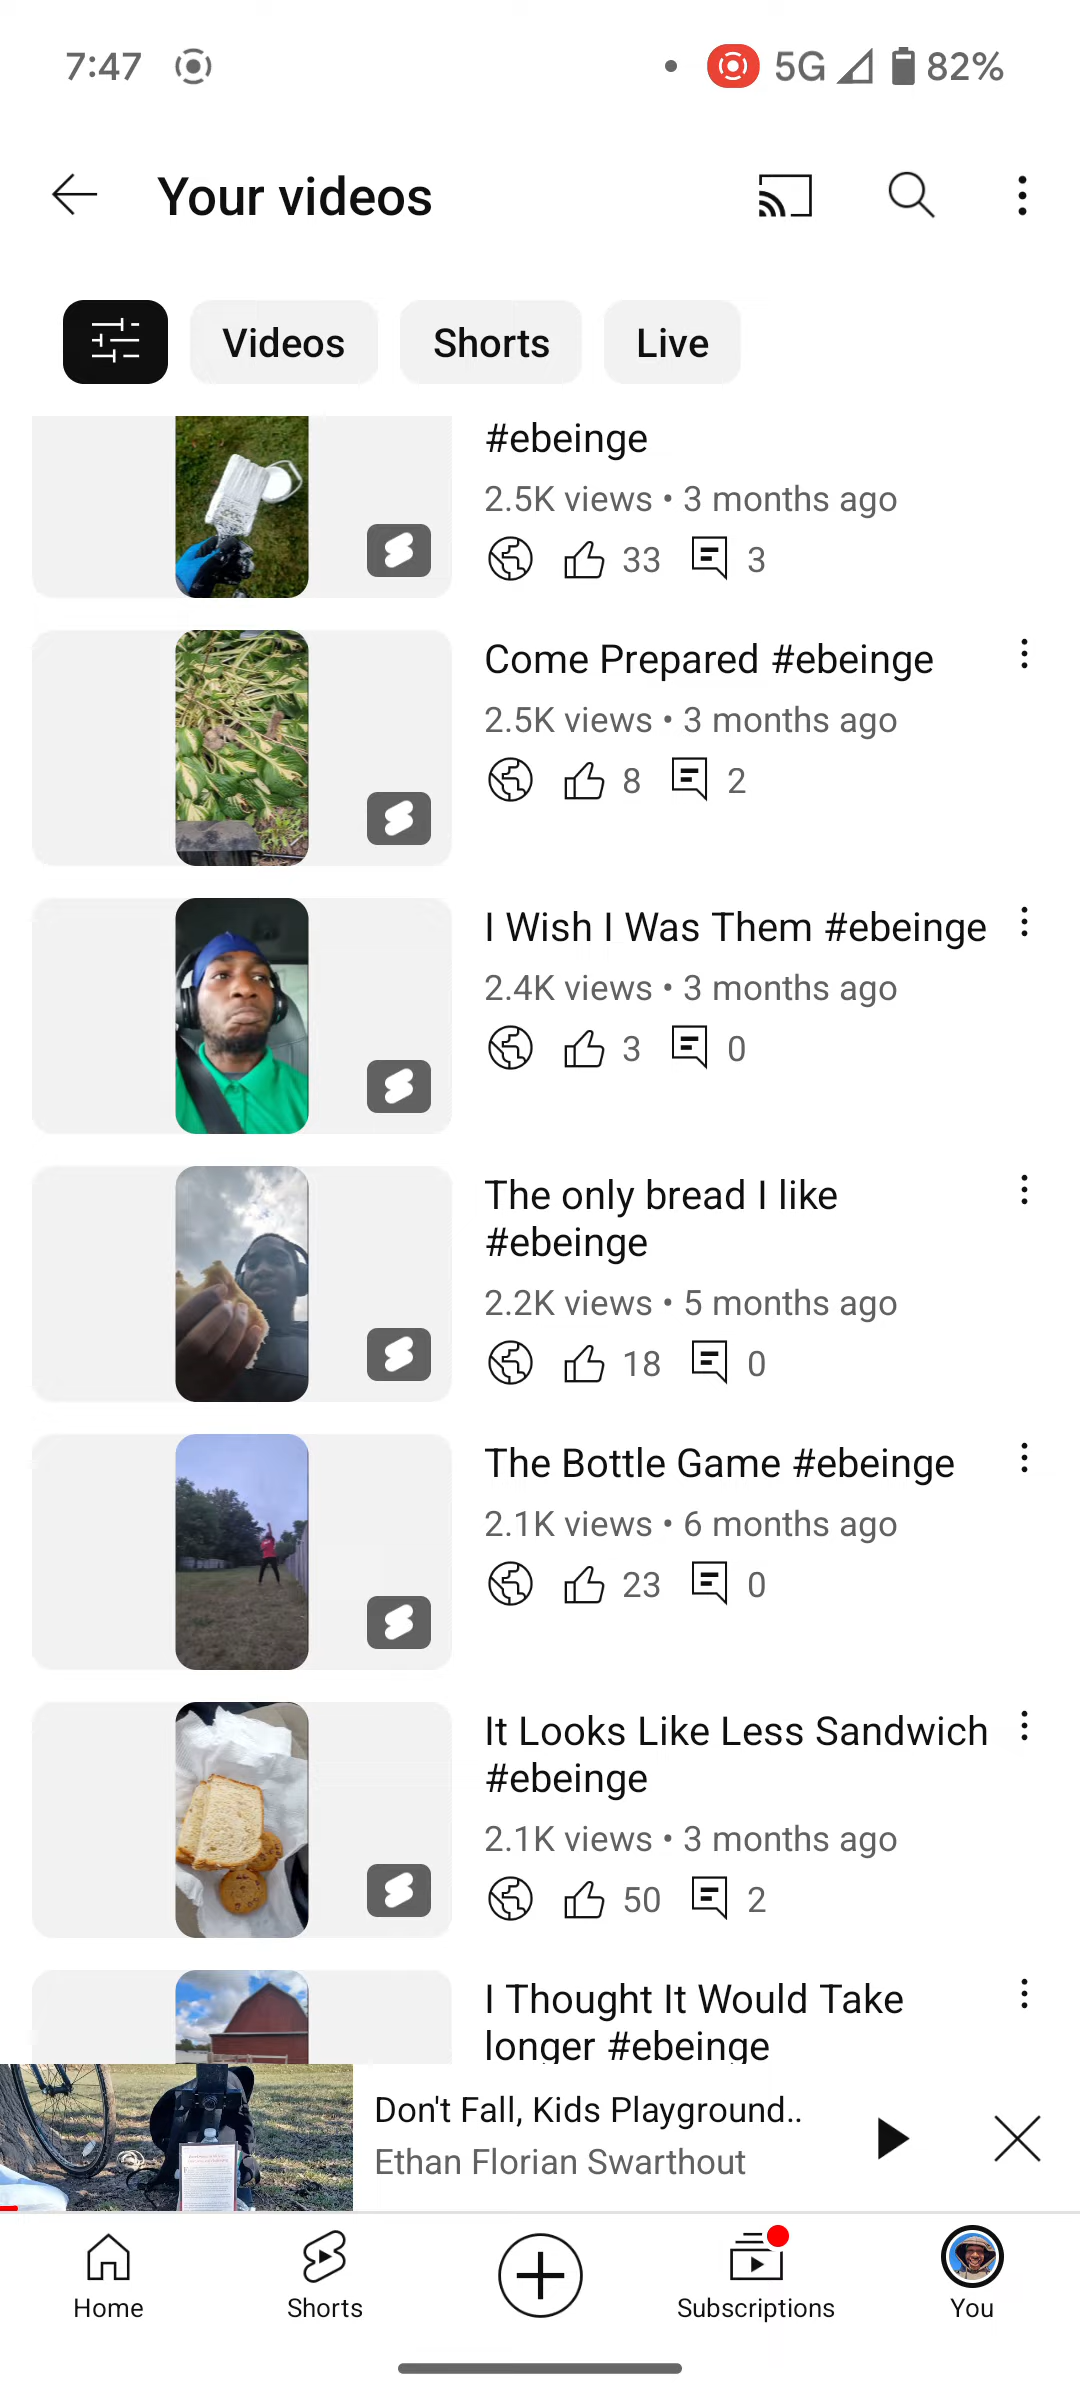 7:47 5G 82%
Your videos
Videos Shorts Live
#ebeinge
2.5K views • 3 months ago
33 3
Come Prepared #ebeinge
2.5K views • 3 months ago
8 2
I Wish I Was Them #ebeinge
2.4K views • 3 months ago
3 0
The only bread I like
#ebeinge
2.2K views • 5 months ago
18 0
The Bottle Game #ebeinge
2.1K views • 6 months ago
23 0
It Looks Like Less Sandwich
#ebeinge
2.1K views • 3 months ago
50 2
I Thought It Would Take
longer #ebeinge
Don't Fall, Kids Playground..
Ethan Florian Swarthout
Home Shorts Subscriptions You